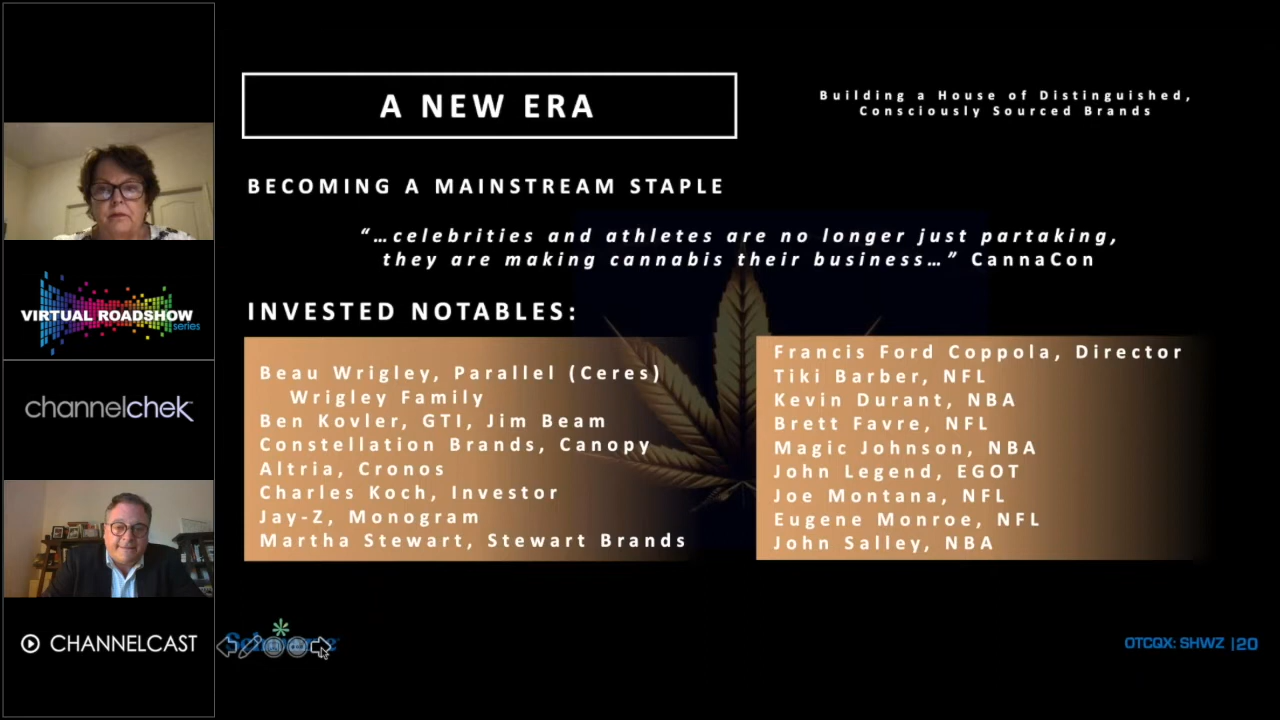 A NEW ERA
Building a House of Distinguished,
Consciously Sourced Brands
BECOMING A MAINSTREAM STAPLE
“…celebrities and athletes are no longer just partaking,
they are making cannabis their business…” CannaCon
INVESTED NOTABLES:
Beau Wrigley, Parallel (Ceres)
Wrigley Family
Ben Kovler, GTI, Jim Beam
Constellation Brands, Canopy
Altria, Cronos
Charles Koch, Investor
Jay-Z, Monogram
Martha Stewart, Stewart Brands
Francis Ford Coppola, Director
Tiki Barber, NFL
Kevin Durant, NBA
Brett Favre, NFL
Magic Johnson, NBA
John Legend, EGOT
Joe Montana, NFL
Eugene Monroe, NFL
John Salley, NBA
VIRTUAL ROADSHOW
series
channelchek
CHANNELCAST
OTCQX: SHWZ |20